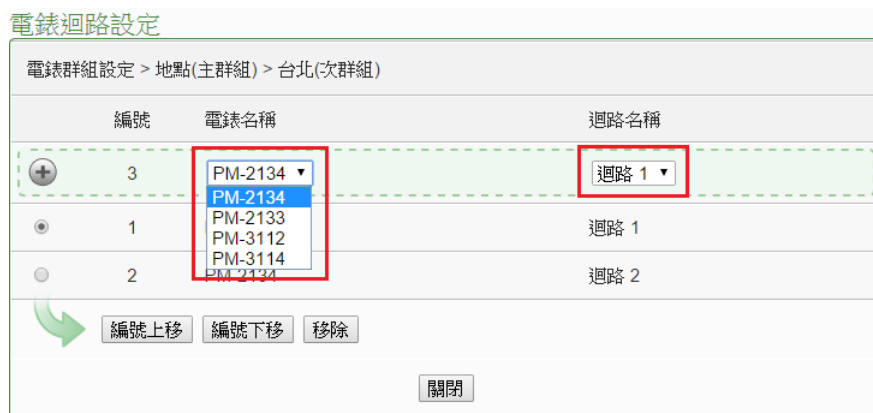 電錶迴路設定
電錶群組設定 > 地點(主群組) > 台北(次群組)
編號 電錶名稱 迴路名稱
3 PM-2134 迴路 1
PM-2134
PM-2133
PM-3112
PM-3114
1 迴路 1
2 PM-2134 迴路 2
編號上移 編號下移 移除
關閉